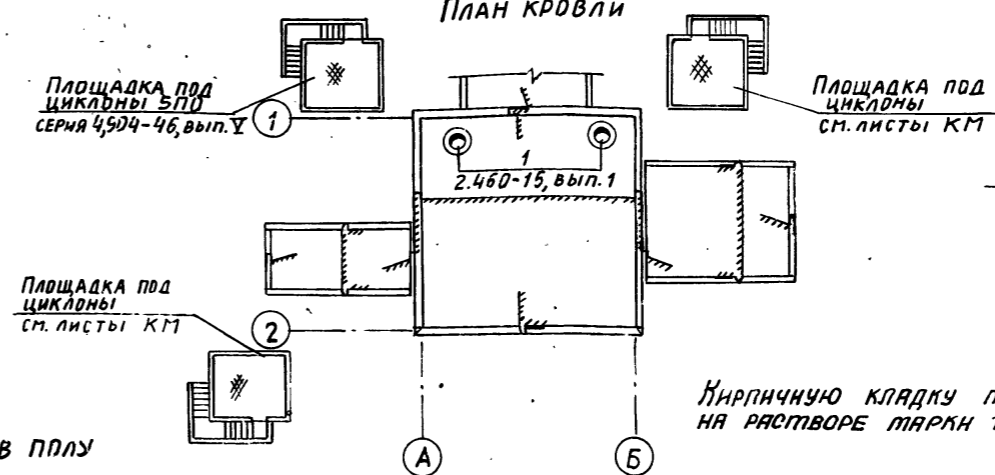 План кровли
Площадка под
циклоны 5ПО
серия 4,904-46, вып. V
1
Площадка под
циклоны
см. листы КМ
1
2.460-15, вып. 1
Площадка под
циклоны
см. листы КМ
2
Кирпичную кладку
на растворе марки
В полу
А
Б